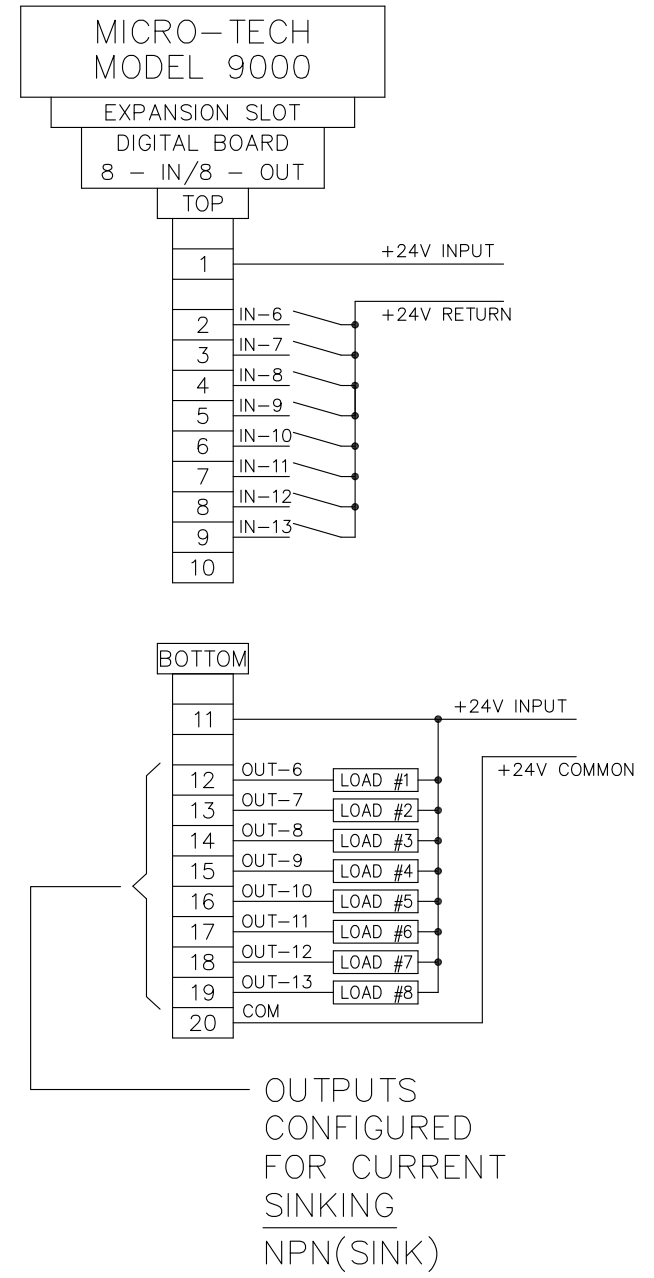 MICRO-TECH
MODEL 9000
EXPANSION SLOT
DIGITAL BOARD
8 - IN/8 - OUT
TOP
1
+24V INPUT
+24V RETURN
2 IN-6
3 IN-7
4 IN-8
5 IN-9
6 IN-10
7 IN-11
8 IN-12
9 IN-13
10
BOTTOM
11
+24V INPUT
+24V COMMON
12 OUT-6 LOAD #1
13 OUT-7 LOAD #2
14 OUT-8 LOAD #3
15 OUT-9 LOAD #4
16 OUT-10 LOAD #5
17 OUT-11 LOAD #6
18 OUT-12 LOAD #7
19 OUT-13 LOAD #8
20 COM
OUTPUTS
CONFIGURED
FOR CURRENT
SINKING
NPN(SINK)